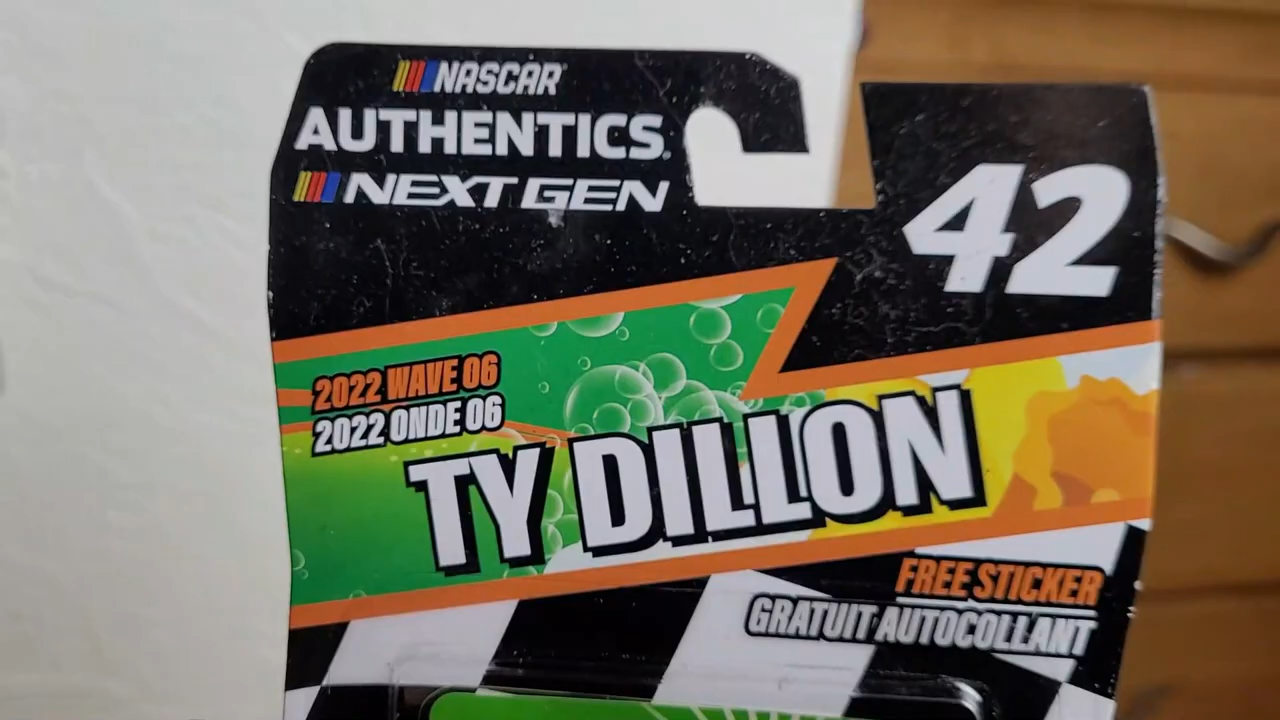 NASCAR
AUTHENTICS.
NEXT GEN
42
2022 WAVE 06
2022 ONDE 06
TY DILLON
FREE STICKER
GRATUIT AUTOCOLLANT